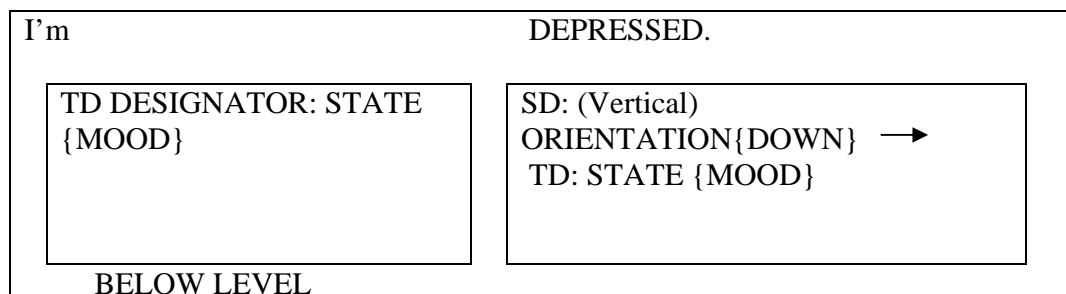 I’m DEPRESSED.
TD DESIGNATOR: STATE
{MOOD}
SD: (Vertical)
ORIENTATION{DOWN} →
TD: STATE {MOOD}
BELOW LEVEL